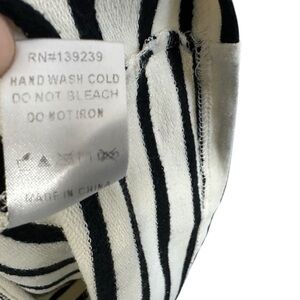 RN#139239
HAND WASH COLD
DO NOT BLEACH
DO NOT IRON
MADE IN CHINA